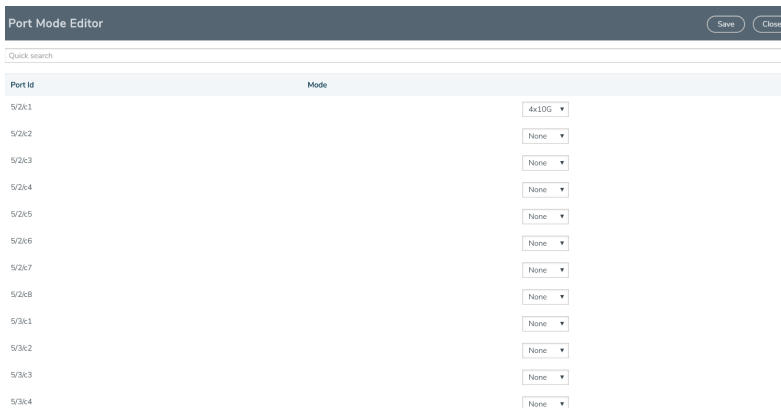 Port Mode Editor Save Close
Quick search
Port Id Mode
5/2/c1 4x10G
5/2/c2 None
5/2/c3 None
5/2/c4 None
5/2/c5 None
5/2/c6 None
5/2/c7 None
5/2/c8 None
5/3/c1 None
5/3/c2 None
5/3/c3 None
5/3/c4 None